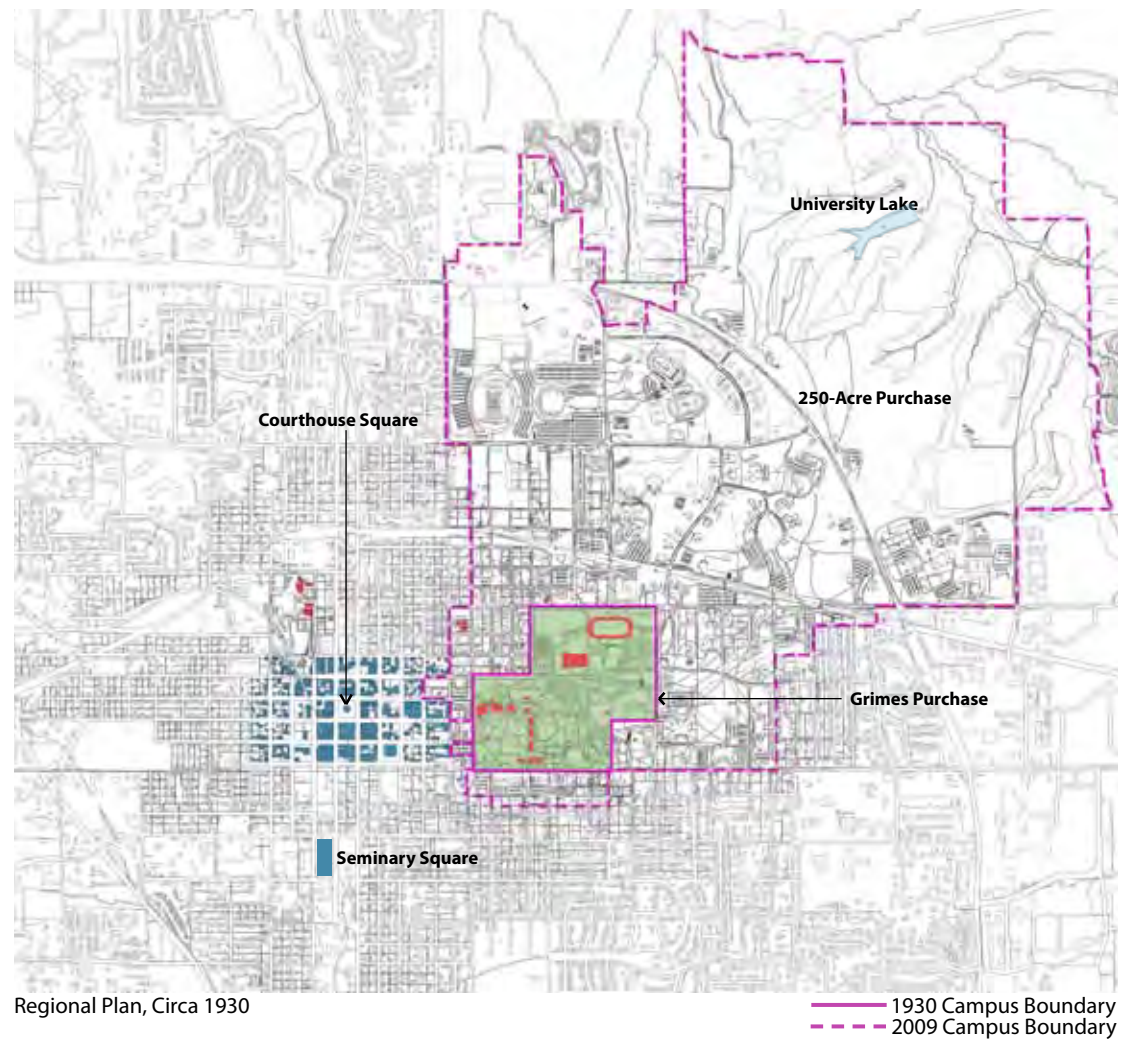 University Lake
250-Acre Purchase
Courthouse Square
Grimes Purchase
Seminary Square
Regional Plan, Circa 1930
1930 Campus Boundary
2009 Campus Boundary